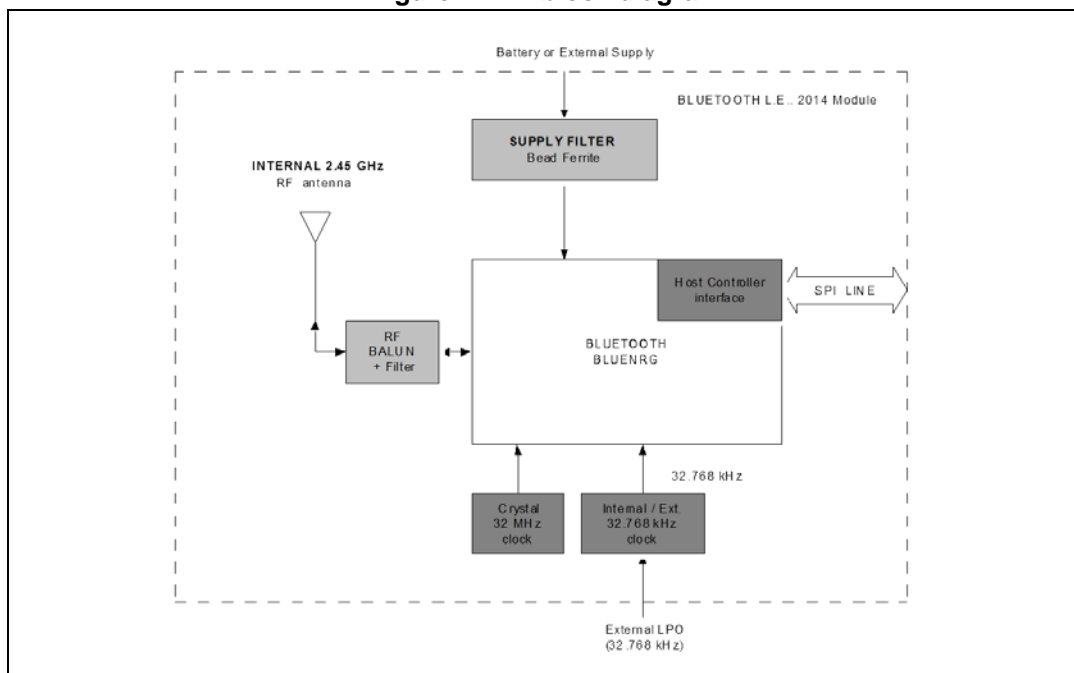 Battery or External Supply
BLUETOOTH L.E.. 2014 Module
SUPPLY FILTER
Bead Ferrite
INTERNAL 2.45 GHz
RF antenna
Host Controller
interface
SPI LINE
RF
BALUN
+ Filter
BLUETOOTH
BLUENRG
32.768 kHz
Crystal
32 MHz
clock
Internal / Ext.
32.768 kHz
clock
External LPO
(32.768 kHz)